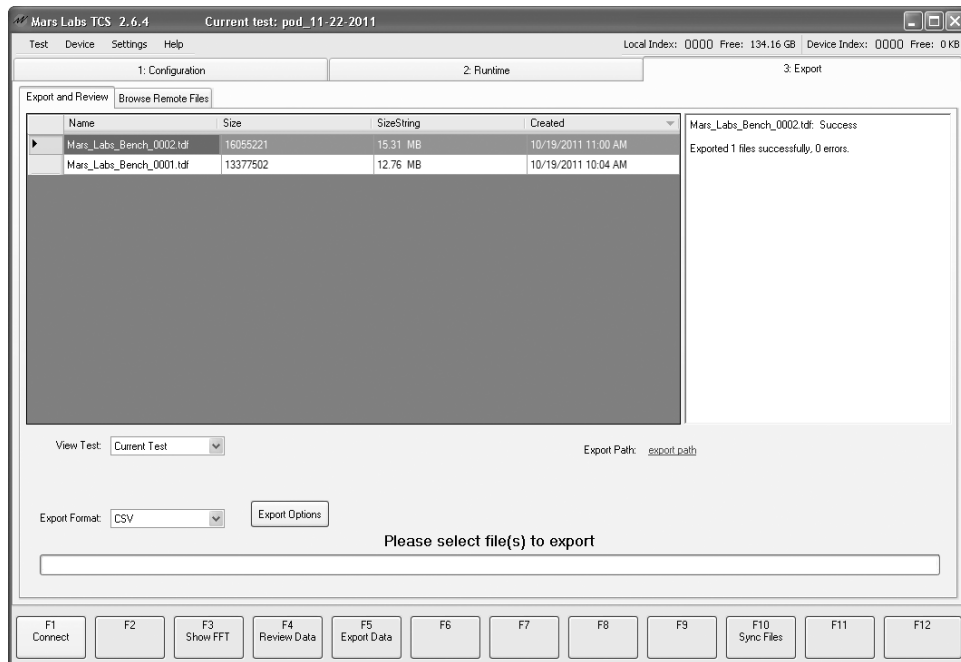 Mars Labs TCS 2.6.4 Current test: pod_11-22-2011
Test Device Settings Help Local Index: 0000 Free: 134.16 GB Device Index: 0000 Free: 0 KB
1: Configuration 2: Runtime 3: Export
Export and Review Browse Remote Files
Name Size SizeString Created
Mars_Labs_Bench_0002.tdf 16055221 15.31 MB 10/19/2011 11:00 AM
Mars_Labs_Bench_0001.tdf 13377502 12.76 MB 10/19/2011 10:04 AM
Mars_Labs_Bench_0002.tdf: Success
Exported 1 files successfully, 0 errors.
View Test: Current Test
Export Path: export path
Export Format: CSV Export Options
Please select file(s) to export
F1 Connect
F2
F3 Show FFT
F4 Review Data
F5 Export Data
F6
F7
F8
F9
F10 Sync Files
F11
F12